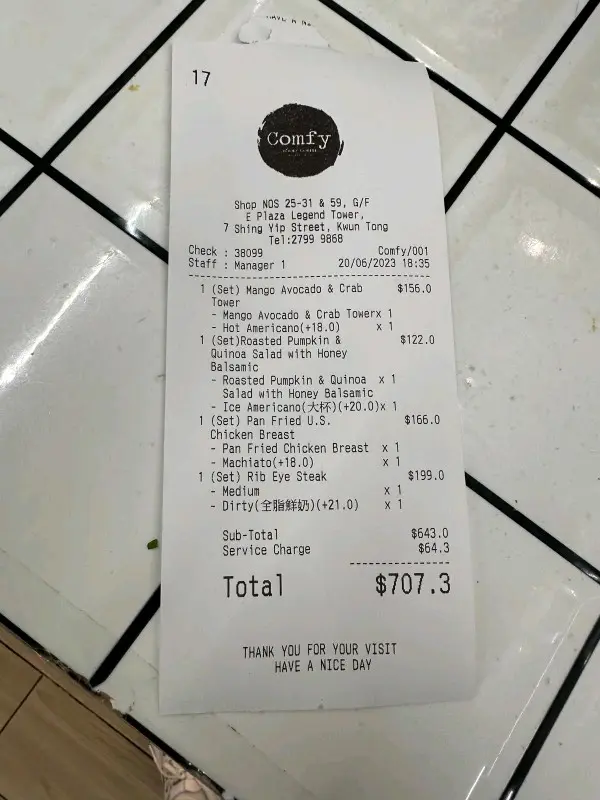 17
Comfy
Shop NOS 25-31 & 59, G/F
E Plaza Legend Tower,
7 Shing Yip Street, Kwun Tong
Tel:2799 9868
Check : 38099 Comfy/001
Staff : Manager 1 20/06/2023 18:35
1 (Set) Mango Avocado & Crab $156.0
Tower
- Mango Avocado & Crab Towerx 1
- Hot Americano(+18.0) x 1
1 (Set)Roasted Pumpkin & $122.0
Quinoa Salad with Honey
Balsamic
- Roasted Pumpkin & Quinoa x 1
Salad with Honey Balsamic
- Ice Americano(大杯)(+20.0)x 1
1 (Set) Pan Fried U.S. $166.0
Chicken Breast
- Pan Fried Chicken Breast x 1
- Machiato(+18.0) x 1
1 (Set) Rib Eye Steak $199.0
- Medium x 1
- Dirty(全脂鮮奶)(+21.0) x 1
Sub-Total $643.0
Service Charge $64.3
Total $707.3
THANK YOU FOR YOUR VISIT
HAVE A NICE DAY